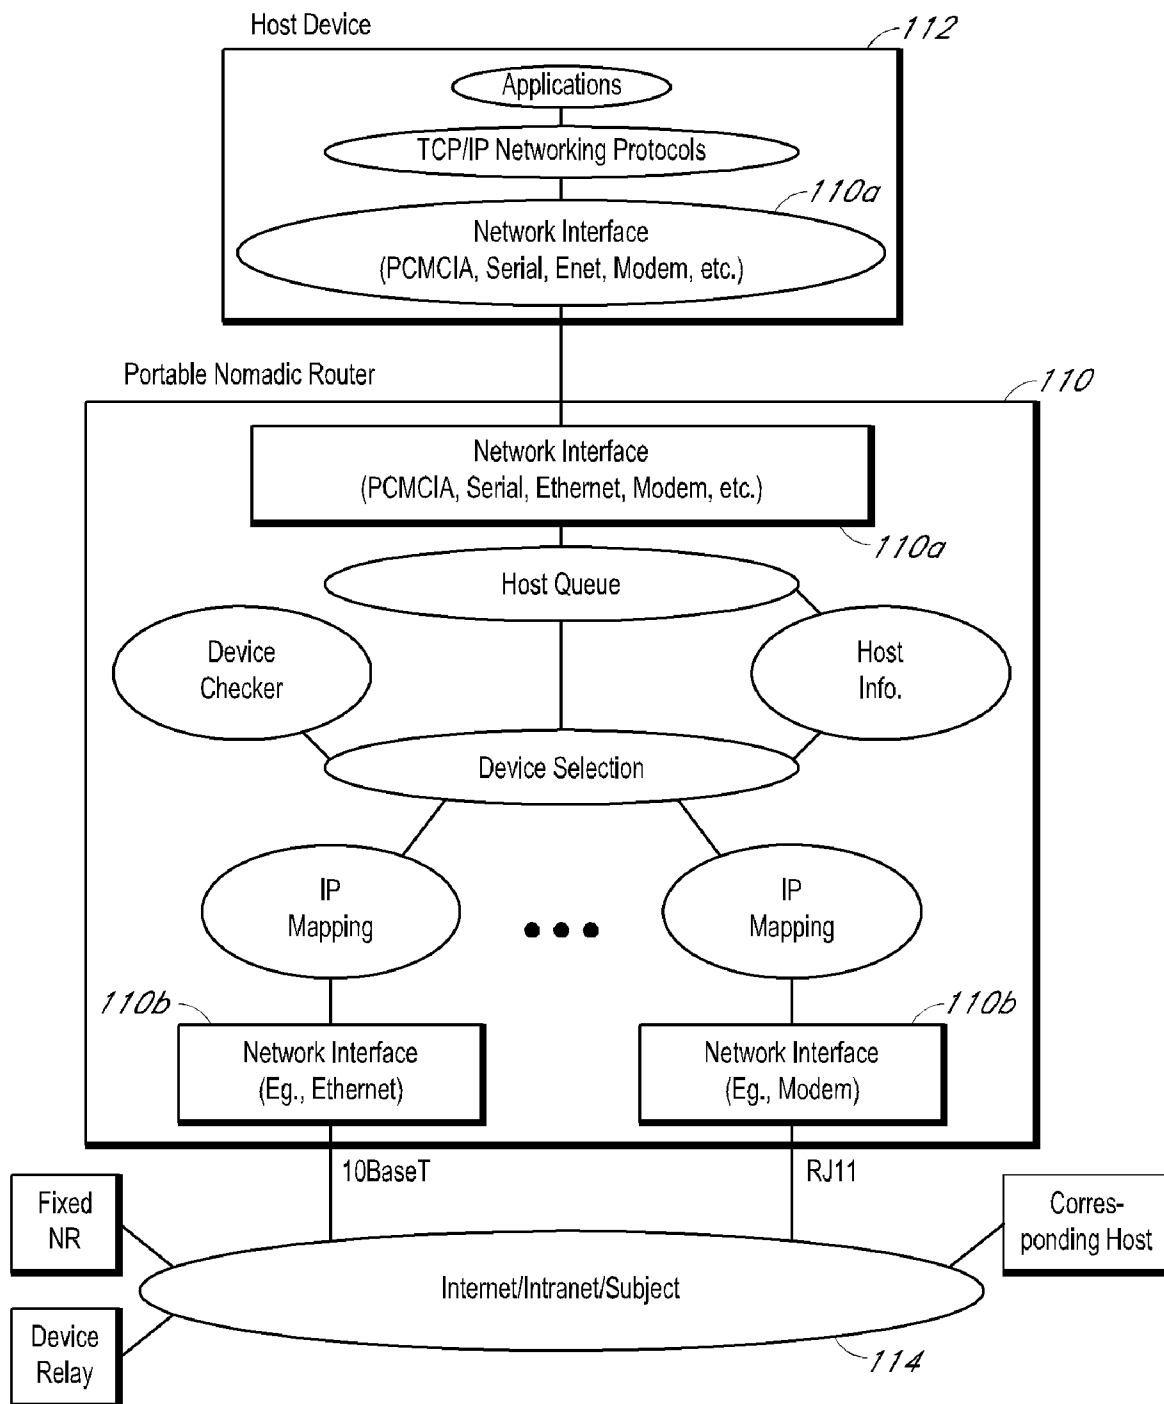 Host Device
112
Applications
TCP/IP Networking Protocols
110a
Network Interface
(PCMCIA, Serial, Enet, Modem, etc.)
Portable Nomadic Router
110
Network Interface
(PCMCIA, Serial, Ethernet, Modem, etc.)
110a
Host Queue
Device
Checker
Host
Info.
Device Selection
IP
Mapping
IP
Mapping
110b
110b
Network Interface
(Eg., Ethernet)
Network Interface
(Eg., Modem)
10BaseT
RJ11
Fixed
NR
Corres-
ponding Host
Internet/Intranet/Subject
Device
Relay
114